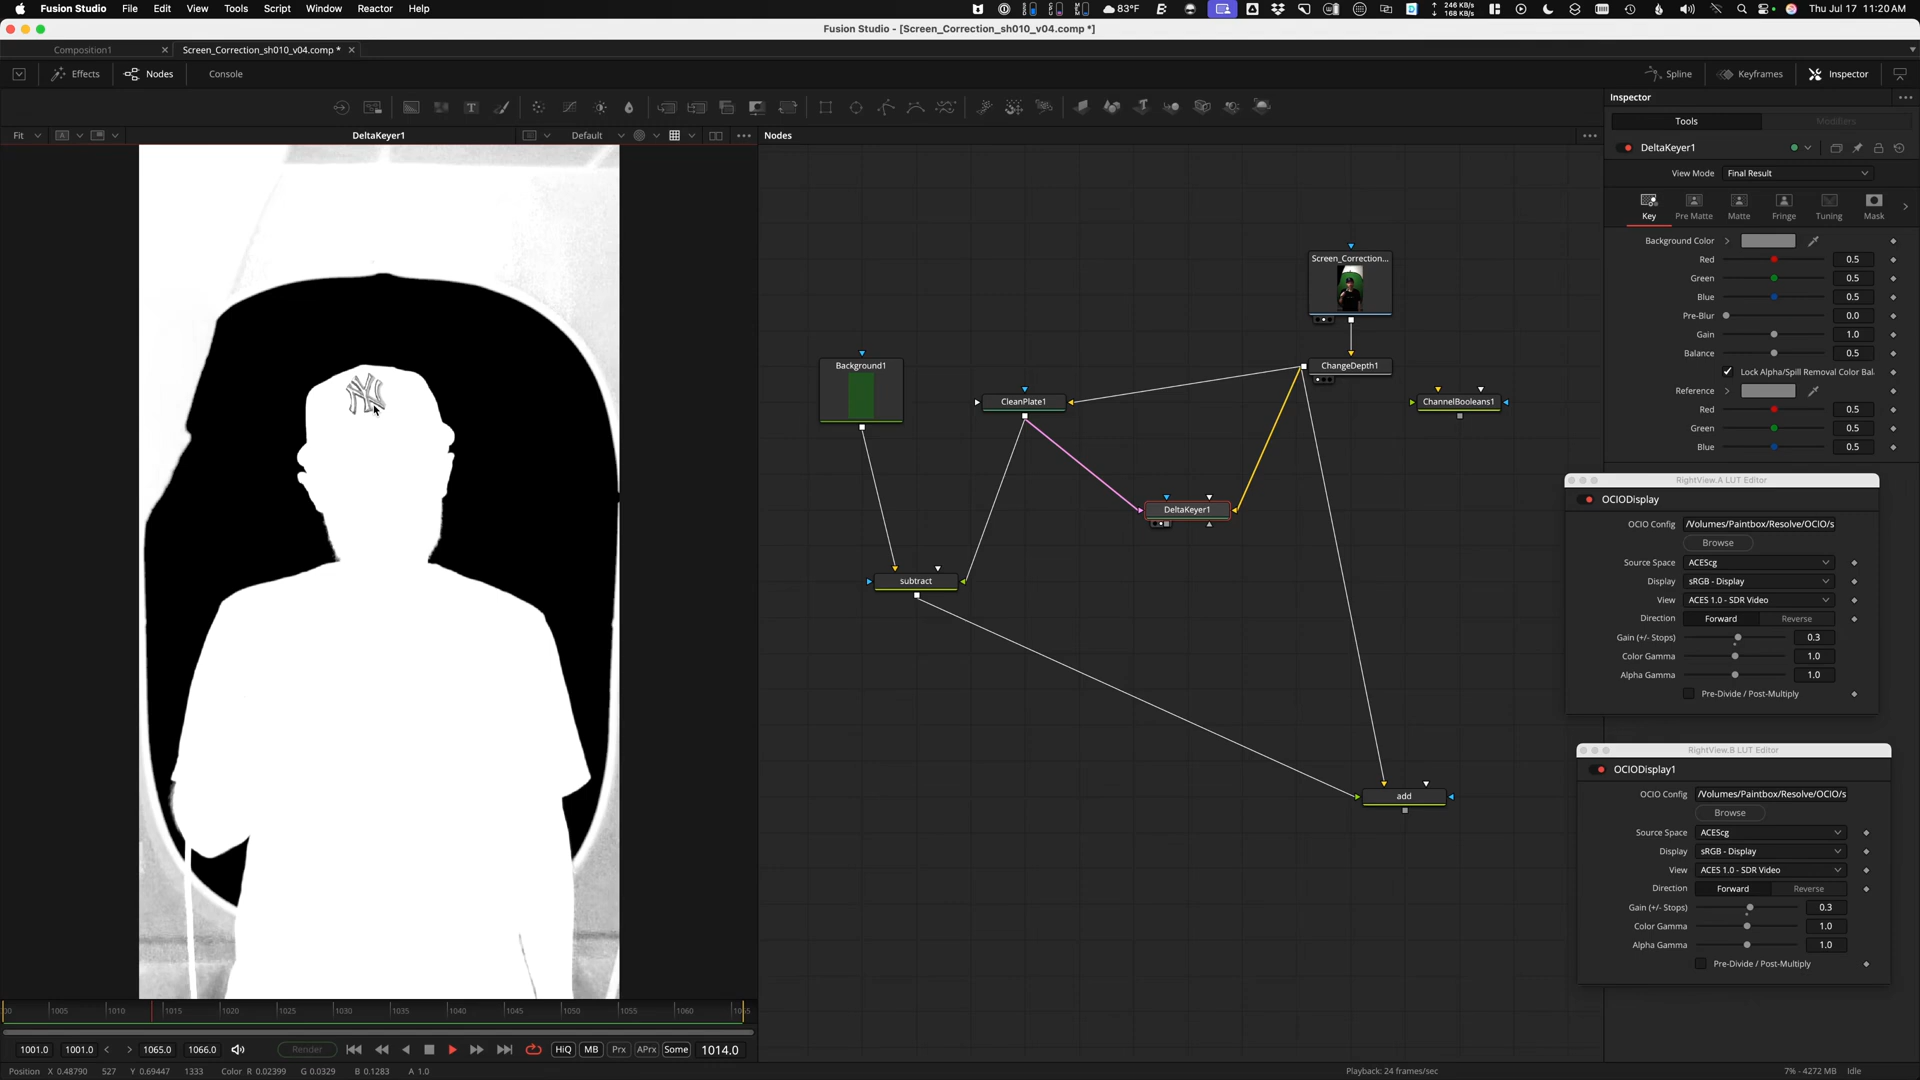 Fusion Studio File Edit View Tools Script Window Reactor Help
83°F 246 KB/s 168 KB/s Thu Jul 17 11:20 AM
Fusion Studio - [Screen_Correction_sh010_v04.comp *]
Composition1 Screen_Correction_sh010_v04.comp *
Effects Nodes Console Spline Keyframes Inspector
Inspector
Fit DeltaKeyer1 Default Nodes
Tools Modifiers
DeltaKeyer1
View Mode Final Result
Key Pre Matte Matte Fringe Tuning Mask
Background Color
Red 0.5
Green 0.5
Blue 0.5
Pre-Blur 0.0
Gain 1.0
Balance 0.5
Lock Alpha/Spill Removal Color Bal
Reference
Red 0.5
Green 0.5
Blue 0.5
Screen_Correction...
Background1
ChangeDepth1
CleanPlate1
ChannelBooleans1
DeltaKeyer1
subtract
add
NY
RightView.A LUT Editor
OCIODisplay
OCIO Config /Volumes/Paintbox/Resolve/OCIO/s
Browse
Source Space ACEScg
Display sRGB - Display
View ACES 1.0 - SDR Video
Direction Forward Reverse
Gain (+/- Stops) 0.3
Color Gamma 1.0
Alpha Gamma 1.0
Pre-Divide / Post-Multiply
RightView.B LUT Editor
OCIODisplay1
OCIO Config /Volumes/Paintbox/Resolve/OCIO/s
Browse
Source Space ACEScg
Display sRGB - Display
View ACES 1.0 - SDR Video
Direction Forward Reverse
Gain (+/- Stops) 0.3
Color Gamma 1.0
Alpha Gamma 1.0
Pre-Divide / Post-Multiply
1005 1010 1015 1020 1025 1030 1035 1040 1045 1050 1055 1060
1001.0 1001.0 1065.0 1066.0 Render HiQ MB Prx APrx Some 1014.0
Position X 0.48790 527 Y 0.69447 1333 Color R 0.02399 G 0.0329 B 0.1283 A 1.0 Playback: 24 frames/sec 7% - 4272 MB Idle